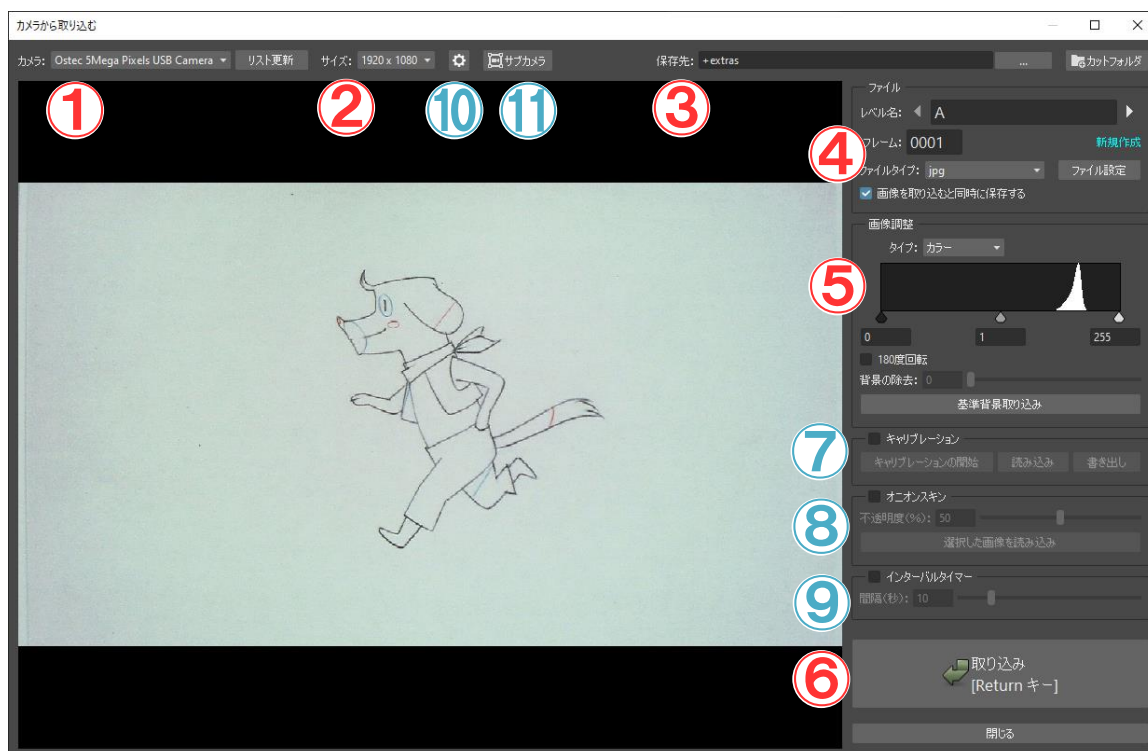 カメラから取り込む
カメラ: Ostec 5Mega Pixels USB Camera リスト更新 サイズ: 1920 x 1080 サブカメラ 保存先: +extras ... カットフォルダ
① ② ⑩ ⑪ ③
ファイル
レベル名: A
④
フレーム: 0001 新規作成
ファイルタイプ: jpg ファイル設定
画像を取り込むと同時に保存する
画像調整
タイプ: カラー
⑤
0 1 255
180度回転
背景の除去: 0
基準背景取り込み
⑦
キャリブレーション
キャリブレーションの開始 読み込み 書き出し
⑧
オニオンスキン
不透明度(%): 50
選択した画像を読み込み
⑨
インターバルタイマー
間隔(秒): 10
⑥
取り込み
[Return キー]
閉じる